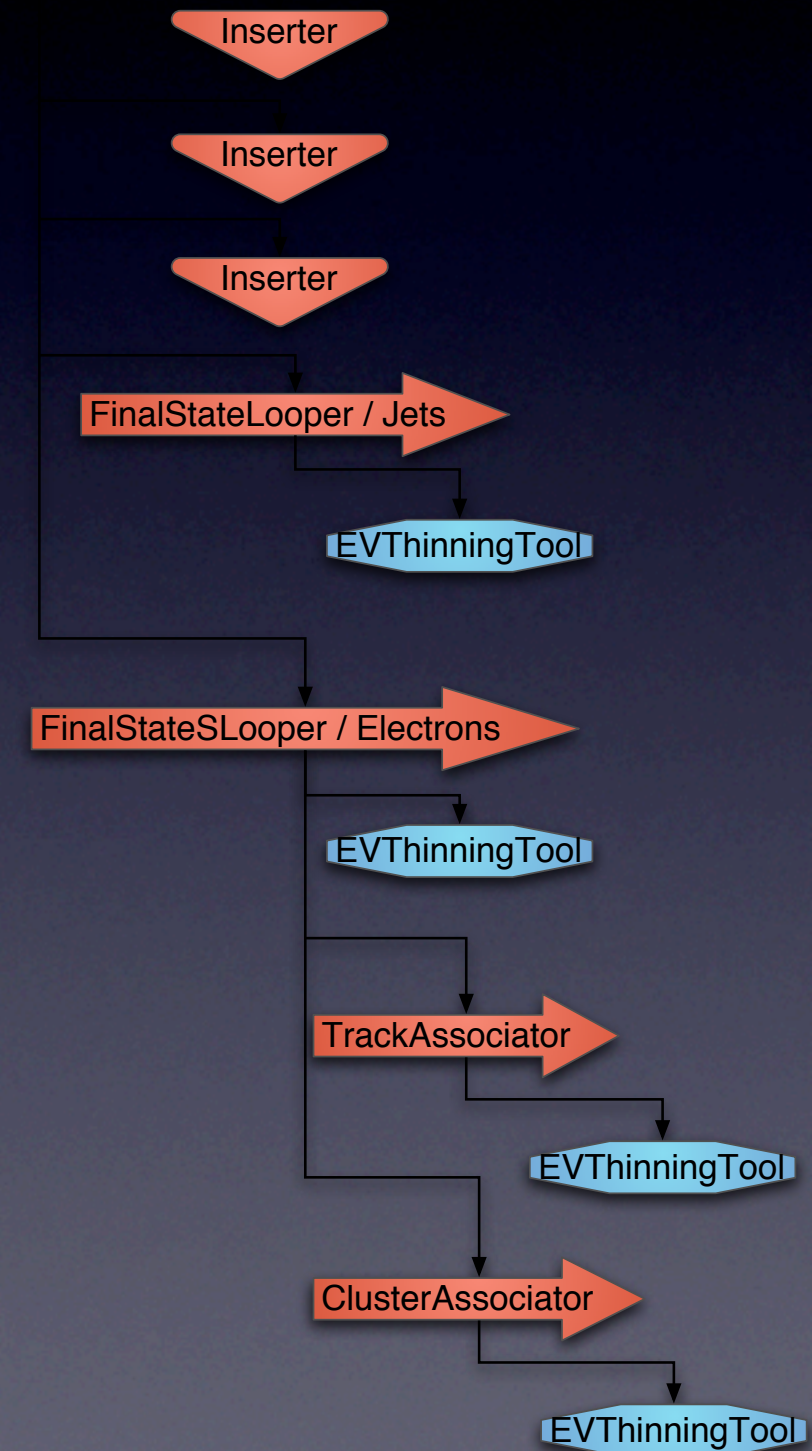 Inserter
Inserter
Inserter
FinalStateLooper / Jets
EVThinningTool
FinalStateSLooper / Electrons
EVThinningTool
TrackAssociator
EVThinningTool
ClusterAssociator
EVThinningTool